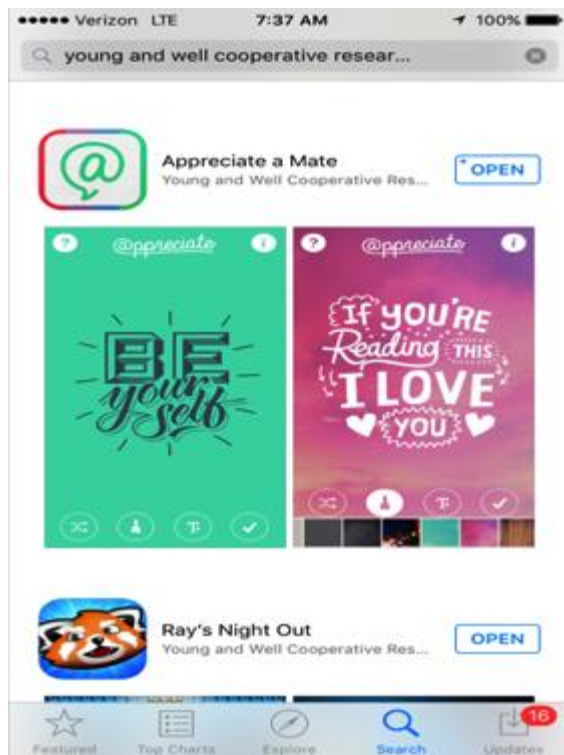 Verizon LTE 7:37 AM 100%
young and well cooperative resear...
Appreciate a Mate
Young and Well Cooperative Res...
+OPEN
? @ppreciate i
BE
yourself
? @ppreciate i
If YOU'RE
Reading THIS
I LOVE
YOU
Ray's Night Out
Young and Well Cooperative Res...
OPEN
16
Featured Top Charts Explore Search Updates